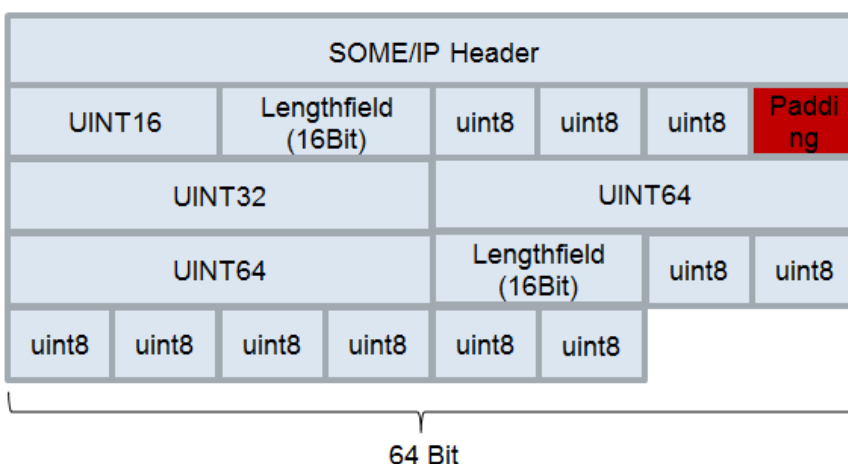 SOME/IP Header
UINT16 Lengthfield uint8 uint8 uint8 Paddi
(16Bit) ng
UINT32 UINT64
UINT64 Lengthfield uint8 uint8
(16Bit)
uint8 uint8 uint8 uint8 uint8 uint8
64 Bit